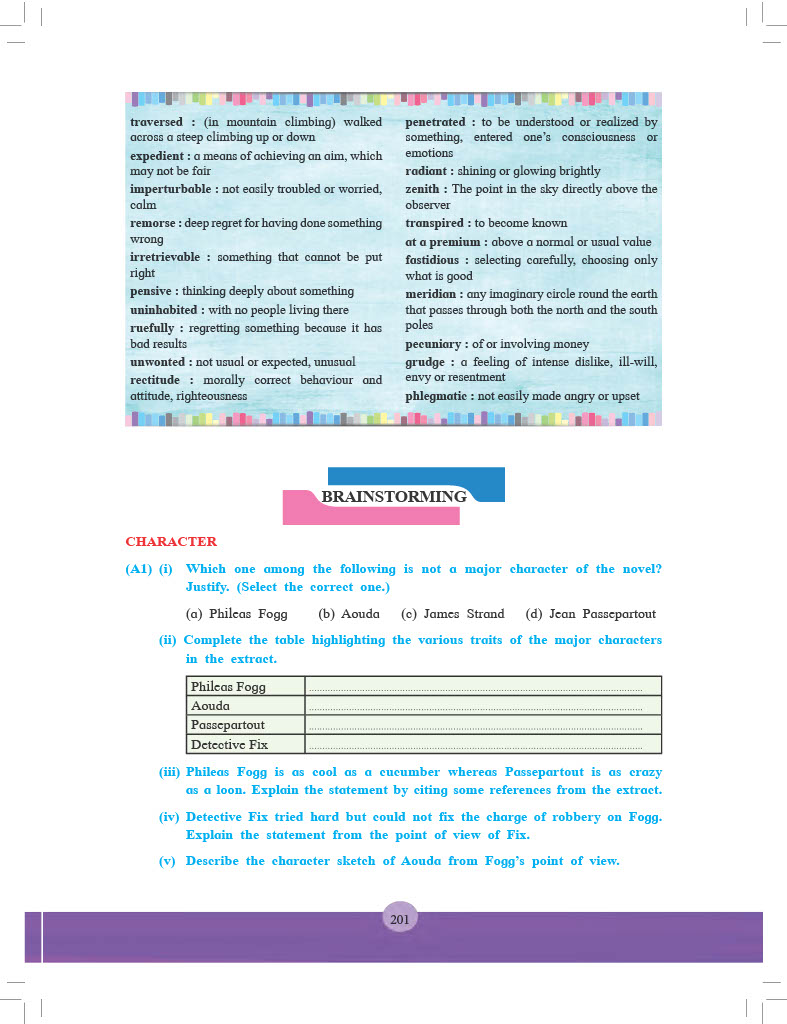 traversed : (in mountain climbing) walked
across a steep climbing up or down
expedient : a means of achieving an aim, which
may not be fair
imperturbable : not easily troubled or worried,
calm
remorse : deep regret for having done something
wrong
irretrievable : something that cannot be put
right
pensive : thinking deeply about something
uninhabited : with no people living there
ruefully : regretting something because it has
bad results
unwonted : not usual or expected, unusual
rectitude : morally correct behaviour and
attitude, righteousness
penetrated : to be understood or realized by
something, entered one's consciousness or
emotions
radiant : shining or glowing brightly
zenith : The point in the sky directly above the
observer
transpired : to become known
at a premium : above a normal or usual value
fastidious : selecting carefully, choosing only
what is good
meridian : any imaginary circle round the earth
that passes through both the north and the south
poles
pecuniary : of or involving money
grudge : a feeling of intense dislike, ill-will,
envy or resentment
phlegmatic : not easily made angry or upset
BRAINSTORMING
CHARACTER
(A1) (i) Which one among the following is not a major character of the novel?
Justify. (Select the correct one.)
(a) Phileas Fogg (b) Aouda (c) James Strand (d) Jean Passepartout
(ii) Complete the table highlighting the various traits of the major characters
in the extract.
Phileas Fogg
Aouda
Passepartout
Detective Fix
(iii) Phileas Fogg is as cool as a cucumber whereas Passepartout is as crazy
as a loon. Explain the statement by citing some references from the extract.
(iv) Detective Fix tried hard but could not fix the charge of robbery on Fogg.
Explain the statement from the point of view of Fix.
(v) Describe the character sketch of Aouda from Fogg's point of view.
201